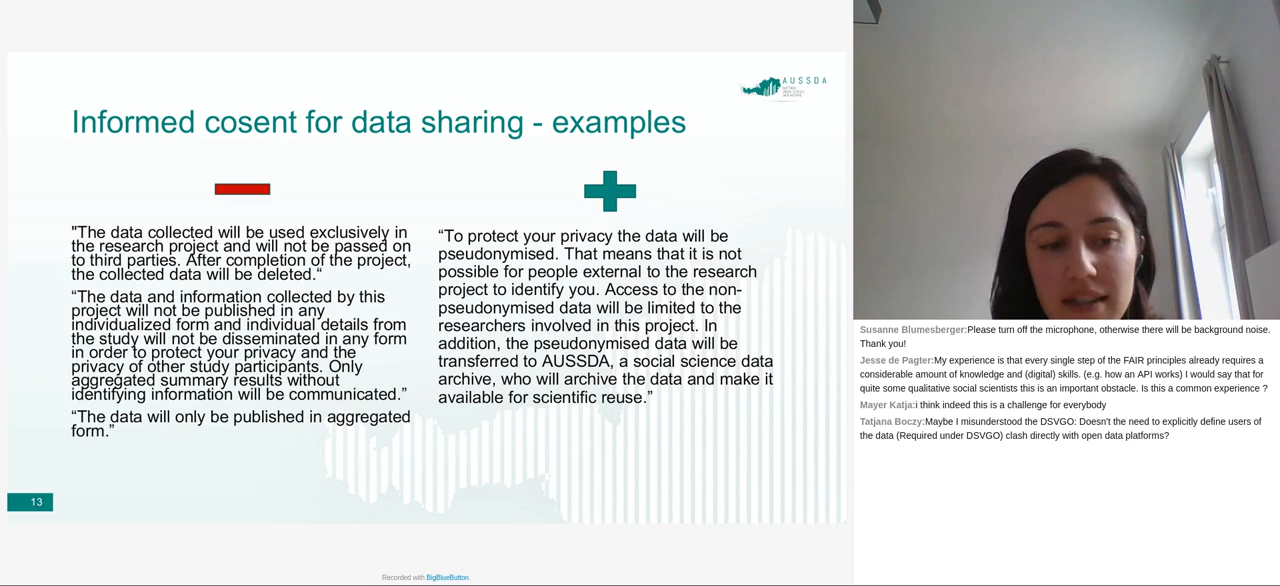 AUSSDA
Informed cosent for data sharing - examples
"The data collected will be used exclusively in
the research project and will not be passed on
to third parties. After completion of the project,
the collected data will be deleted.“
“The data and information collected by this
project will not be published in any
individualized form and individual details from
the study will not be disseminated in any form
in order to protect your privacy and the
privacy of other study participants. Only
aggregated summary results without
identifying information will be communicated.”
“The data will only be published in aggregated
form.”
“To protect your privacy the data will be
pseudonymised. That means that it is not
possible for people external to the research
project to identify you. Access to the non-
pseudonymised data will be limited to the
researchers involved in this project. In
addition, the pseudonymised data will be
transferred to AUSSDA, a social science data
archive, who will archive the data and make it
available for scientific reuse.”
13
Recorded with BigBlueButton.
Susanne Blumesberger:Please turn off the microphone, otherwise there will be background noise.
Thank you!
Jesse de Pagter:My experience is that every single step of the FAIR principles already requires a
considerable amount of knowledge and (digital) skills. (e.g. how an API works) I would say that for
quite some qualitative social scientists this is an important obstacle. Is this a common experience ?
Mayer Katja:i think indeed this is a challenge for everybody
Tatjana Boczy:Maybe I misunderstood the DSVGO: Doesn't the need to explicitly define users of
the data (Required under DSVGO) clash directly with open data platforms?